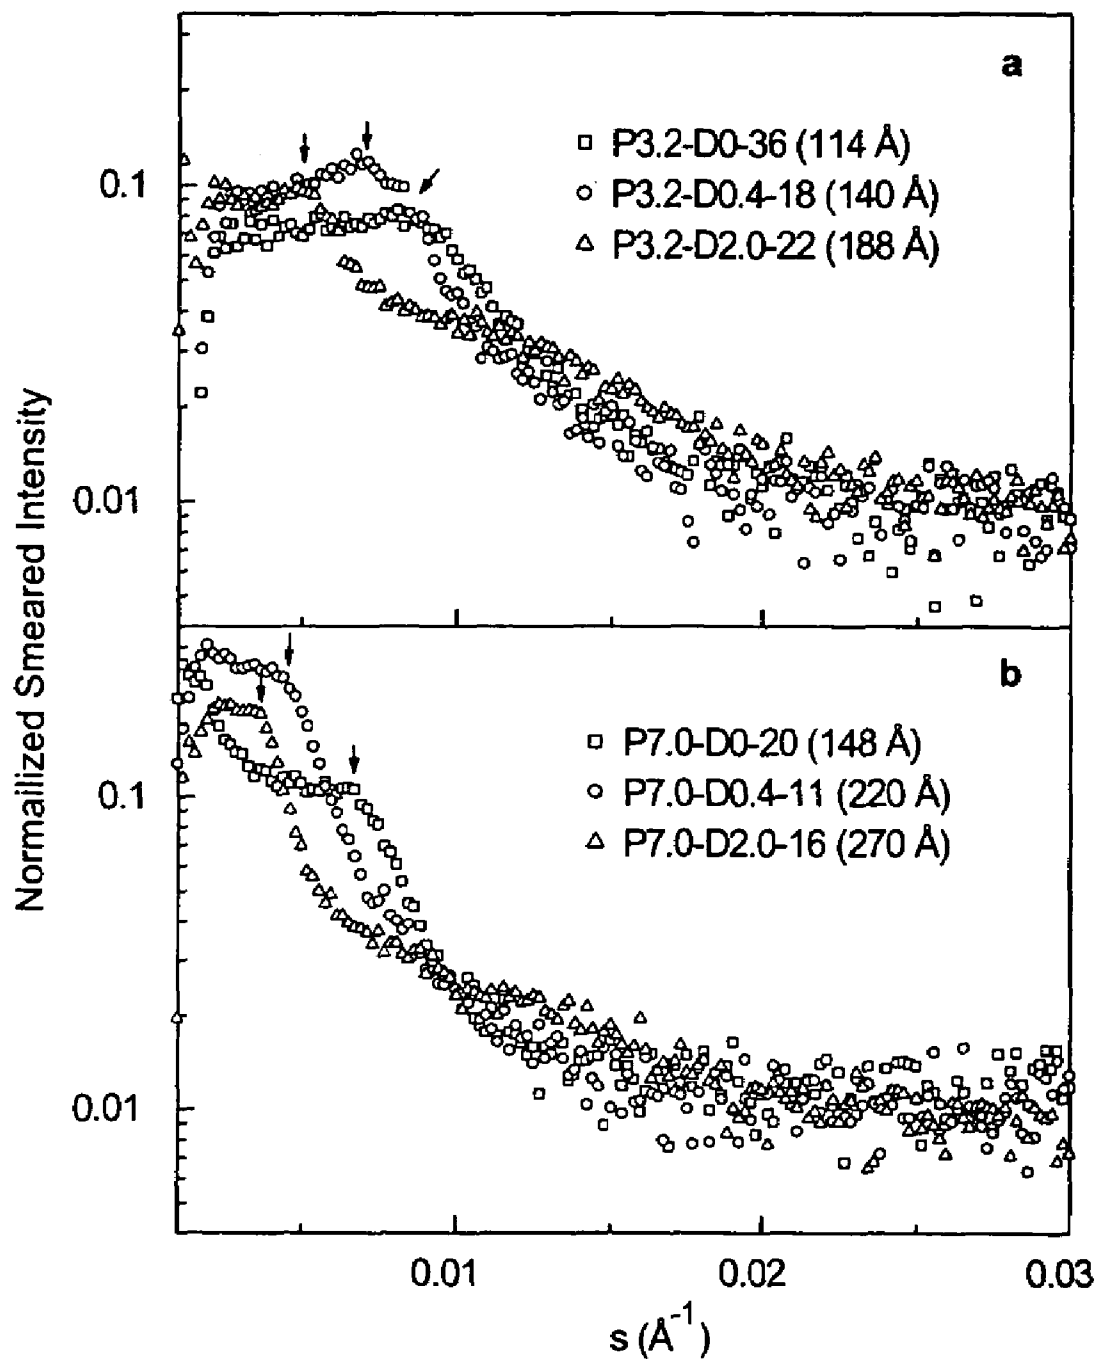 a
P3.2-D0-36 (114 Å)
P3.2-D0.4-18 (140 Å)
P3.2-D2.0-22 (188 Å)
0.1
0.01
Normailized Smeared Intensity
b
P7.0-D0-20 (148 Å)
P7.0-D0.4-11 (220 Å)
P7.0-D2.0-16 (270 Å)
0.1
0.01
0.01 0.02 0.03
s (Å⁻¹)